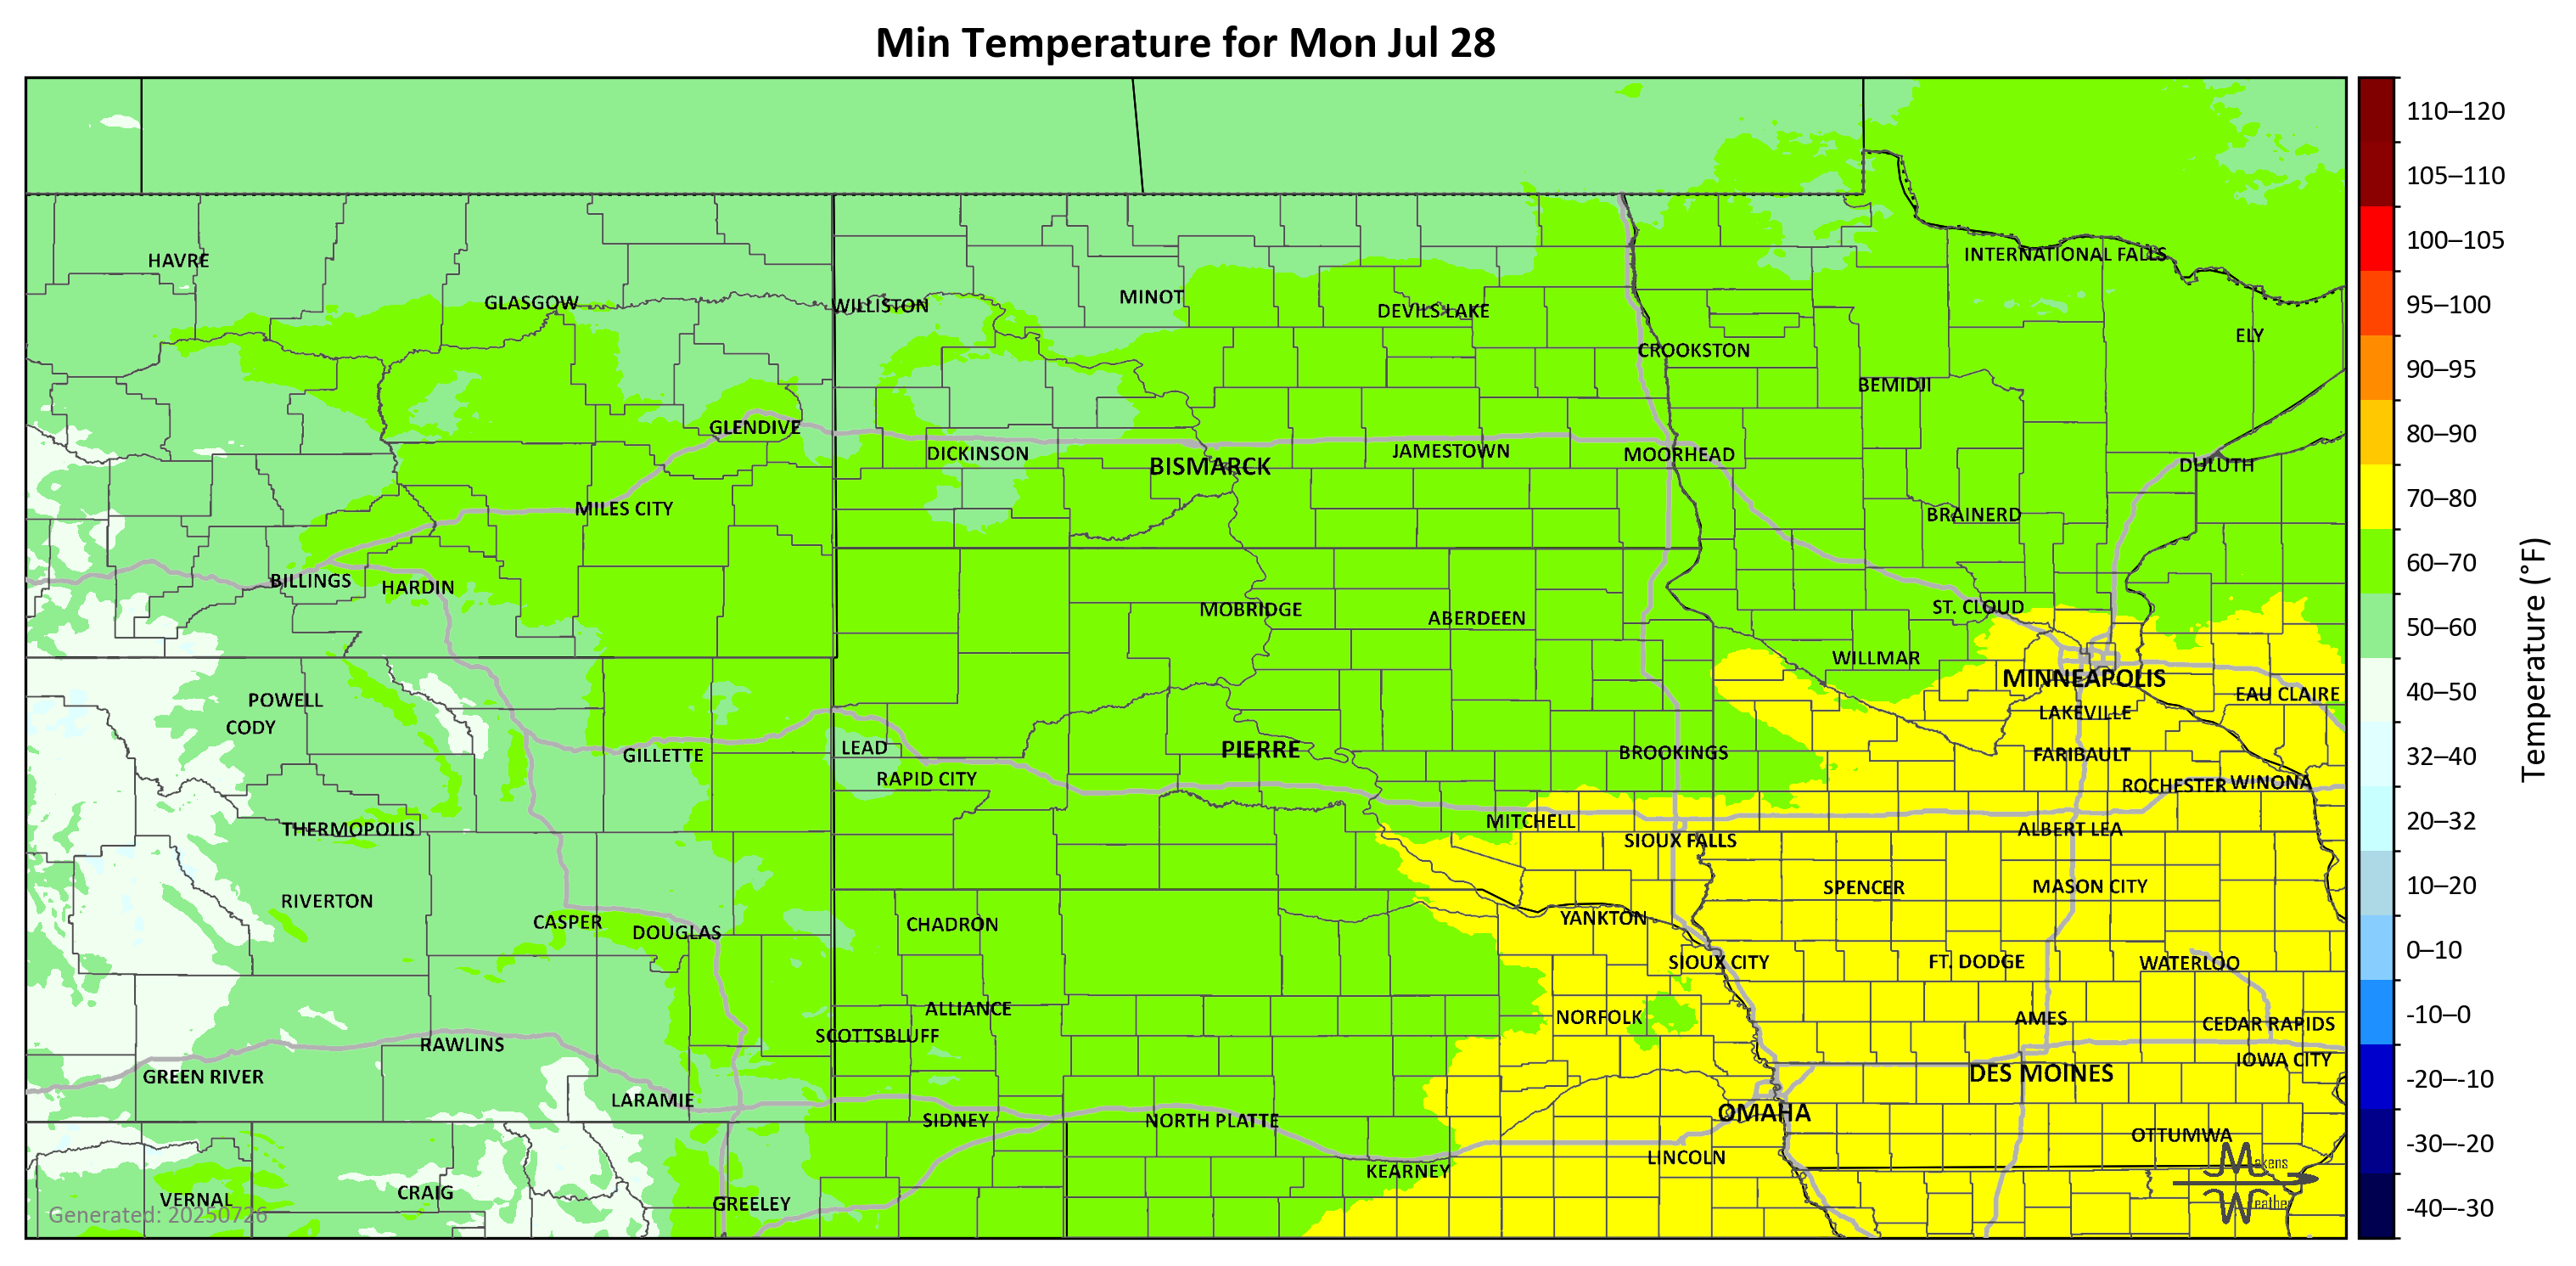 Min Temperature for Mon Jul 28
110–120
105–110
100–105
95–100
90–95
80–90
70–80
60–70
50–60
40–50
32–40
20–32
10–20
0–10
-10–0
-20–-10
-30–-20
-40–-30
Temperature (°F)
HAVRE
GLASGOW
WILLISTON
MINOT
DEVILS LAKE
INTERNATIONAL FALLS
ELY
CROOKSTON
BEMIDJI
GLENDIVE
DICKINSON
BISMARCK
JAMESTOWN
MOORHEAD
DULUTH
MILES CITY
BRAINERD
BILLINGS
HARDIN
MOBRIDGE
ABERDEEN
ST. CLOUD
WILLMAR
MINNEAPOLIS
EAU CLAIRE
POWELL
CODY
LAKEVILLE
GILLETTE
LEAD
PIERRE
BROOKINGS
FARIBAULT
RAPID CITY
ROCHESTER
WINONA
THERMOPOLIS
MITCHELL
ALBERT LEA
SIOUX FALLS
RIVERTON
SPENCER
MASON CITY
CASPER
DOUGLAS
CHADRON
YANKTON
SIOUX CITY
FT. DODGE
WATERLOO
ALLIANCE
NORFOLK
AMES
CEDAR RAPIDS
SCOTTSBLUFF
RAWLINS
IOWA CITY
GREEN RIVER
DES MOINES
LARAMIE
SIDNEY
NORTH PLATTE
OMAHA
OTTUMWA
LINCOLN
KEARNEY
VERNAL
CRAIG
GREELEY
Generated: 20250726
Makens
Weather